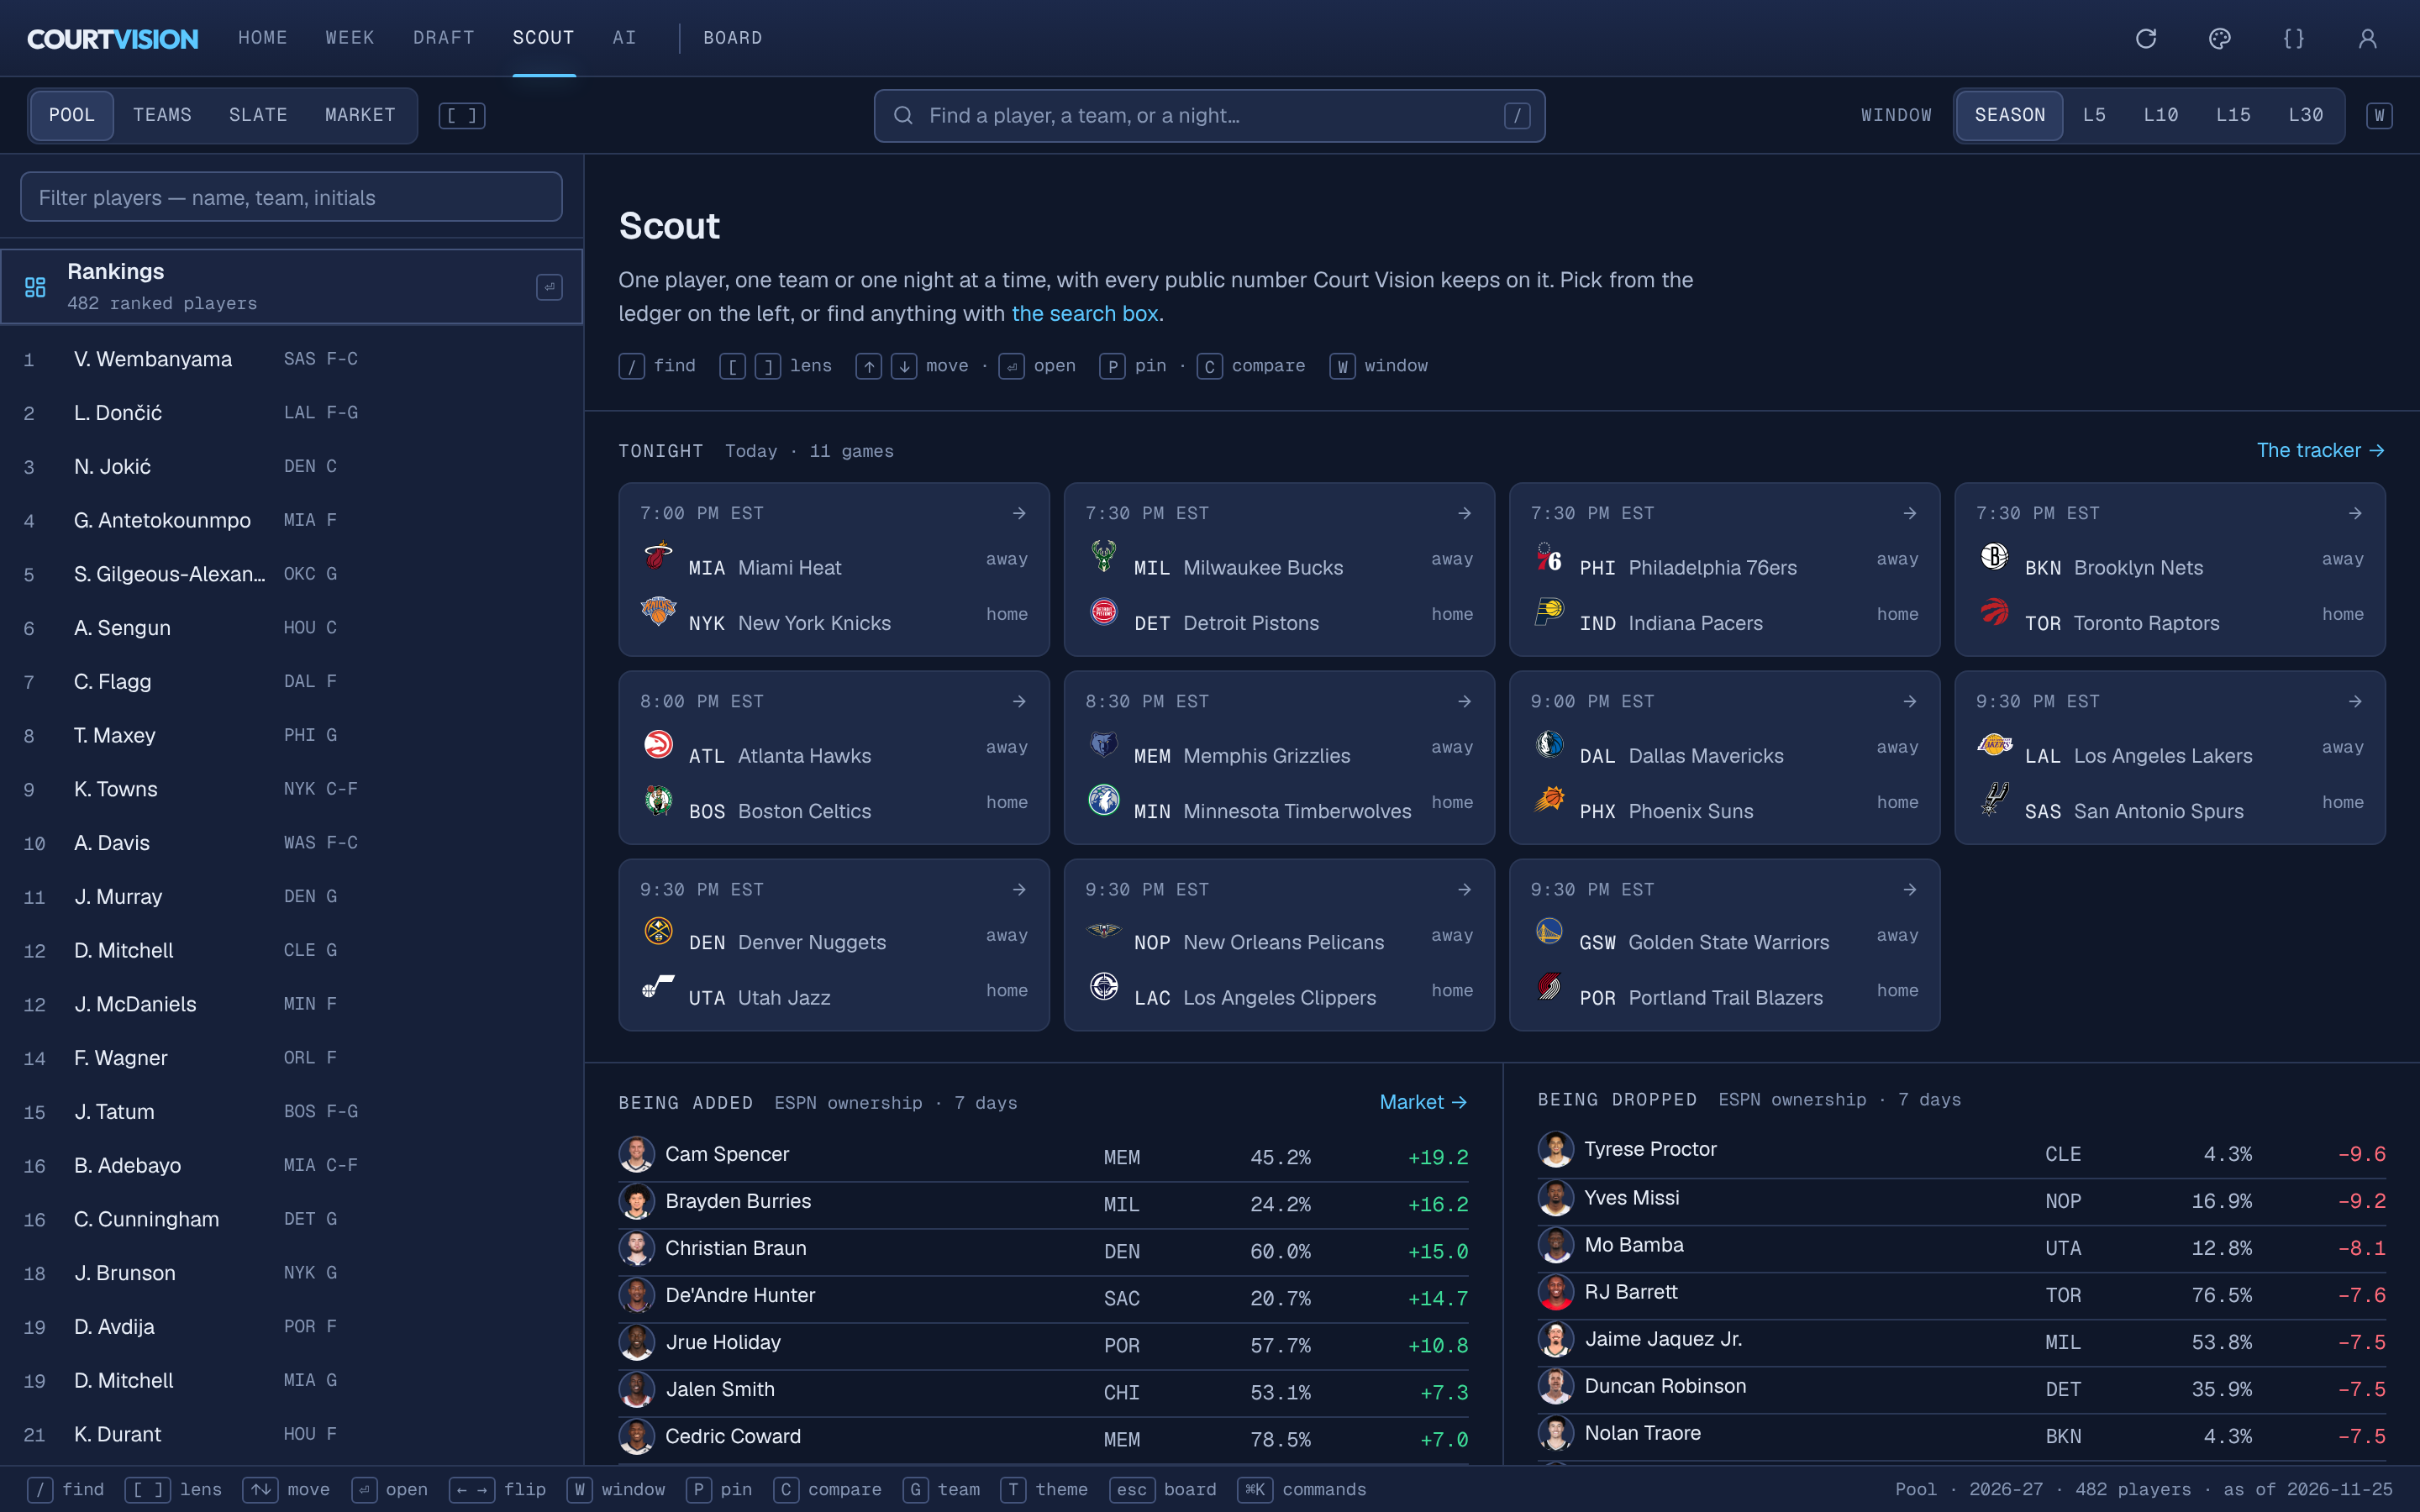 COURTVISION HOME WEEK DRAFT SCOUT AI BOARD { }
POOL TEAMS SLATE MARKET [ ] Find a player, a team, or a night... / WINDOW SEASON L5 L10 L15 L30 W
Filter players — name, team, initials
Rankings
482 ranked players
1 V. Wembanyama SAS F-C
2 L. Dončić LAL F-G
3 N. Jokić DEN C
4 G. Antetokounmpo MIA F
5 S. Gilgeous-Alexan... OKC G
6 A. Sengun HOU C
7 C. Flagg DAL F
8 T. Maxey PHI G
9 K. Towns NYK C-F
10 A. Davis WAS F-C
11 J. Murray DEN G
12 D. Mitchell CLE G
12 J. McDaniels MIN F
14 F. Wagner ORL F
15 J. Tatum BOS F-G
16 B. Adebayo MIA C-F
16 C. Cunningham DET G
18 J. Brunson NYK G
19 D. Avdija POR F
19 D. Mitchell MIA G
21 K. Durant HOU F
Scout
One player, one team or one night at a time, with every public number Court Vision keeps on it. Pick from the
ledger on the left, or find anything with the search box.
/ find [ ] lens ↑ ↓ move · ⏎ open P pin · C compare W window
TONIGHT Today · 11 games The tracker →
7:00 PM EST →
MIA Miami Heat away
NYK New York Knicks home
7:30 PM EST →
MIL Milwaukee Bucks away
DET Detroit Pistons home
7:30 PM EST →
PHI Philadelphia 76ers away
IND Indiana Pacers home
7:30 PM EST →
BKN Brooklyn Nets away
TOR Toronto Raptors home
8:00 PM EST →
ATL Atlanta Hawks away
BOS Boston Celtics home
8:30 PM EST →
MEM Memphis Grizzlies away
MIN Minnesota Timberwolves home
9:00 PM EST →
DAL Dallas Mavericks away
PHX Phoenix Suns home
9:30 PM EST →
LAL Los Angeles Lakers away
SAS San Antonio Spurs home
9:30 PM EST →
DEN Denver Nuggets away
UTA Utah Jazz home
9:30 PM EST →
NOP New Orleans Pelicans away
LAC Los Angeles Clippers home
9:30 PM EST →
GSW Golden State Warriors away
POR Portland Trail Blazers home
BEING ADDED ESPN ownership · 7 days Market →
Cam Spencer MEM 45.2% +19.2
Brayden Burries MIL 24.2% +16.2
Christian Braun DEN 60.0% +15.0
De'Andre Hunter SAC 20.7% +14.7
Jrue Holiday POR 57.7% +10.8
Jalen Smith CHI 53.1% +7.3
Cedric Coward MEM 78.5% +7.0
BEING DROPPED ESPN ownership · 7 days
Tyrese Proctor CLE 4.3% −9.6
Yves Missi NOP 16.9% −9.2
Mo Bamba UTA 12.8% −8.1
RJ Barrett TOR 76.5% −7.6
Jaime Jaquez Jr. MIL 53.8% −7.5
Duncan Robinson DET 35.9% −7.5
Nolan Traore BKN 4.3% −7.5
/ find [ ] lens ↑↓ move ⏎ open ← → flip W window P pin C compare G team T theme esc board ⌘K commands
Pool · 2026-27 · 482 players · as of 2026-11-25